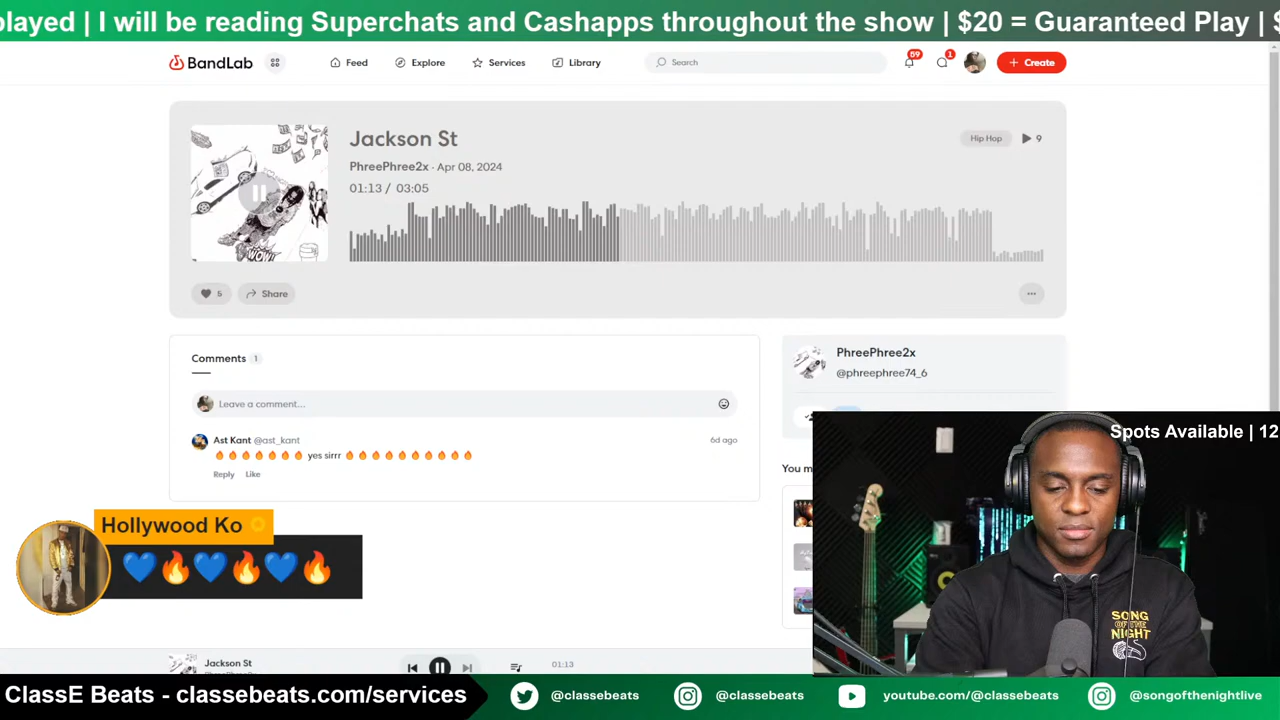 played | I will be reading Superchats and Cashapps throughout the show | $20 = Guaranteed Play | $
BandLab
Feed
Explore
Services
Library
Search
59
1
+ Create
Jackson St
PhreePhree2x · Apr 08, 2024
01:13 / 03:05
Hip Hop
9
WOW!
5
Share
Comments 1
Leave a comment...
Ast Kant @ast_kant
6d ago
🔥🔥🔥🔥🔥🔥🔥 yes sirrr 🔥🔥🔥🔥🔥🔥🔥🔥🔥🔥
Reply Like
PhreePhree2x
@phreephree74_6
You m
Spots Available | 12
Hollywood Ko
💙🔥💙🔥💙🔥
SONG
OF THE
NIGHT
Jackson St
01:13
ClassE Beats - classebeats.com/services
@classebeats
@classebeats
youtube.com/@classebeats
@songofthenightlive